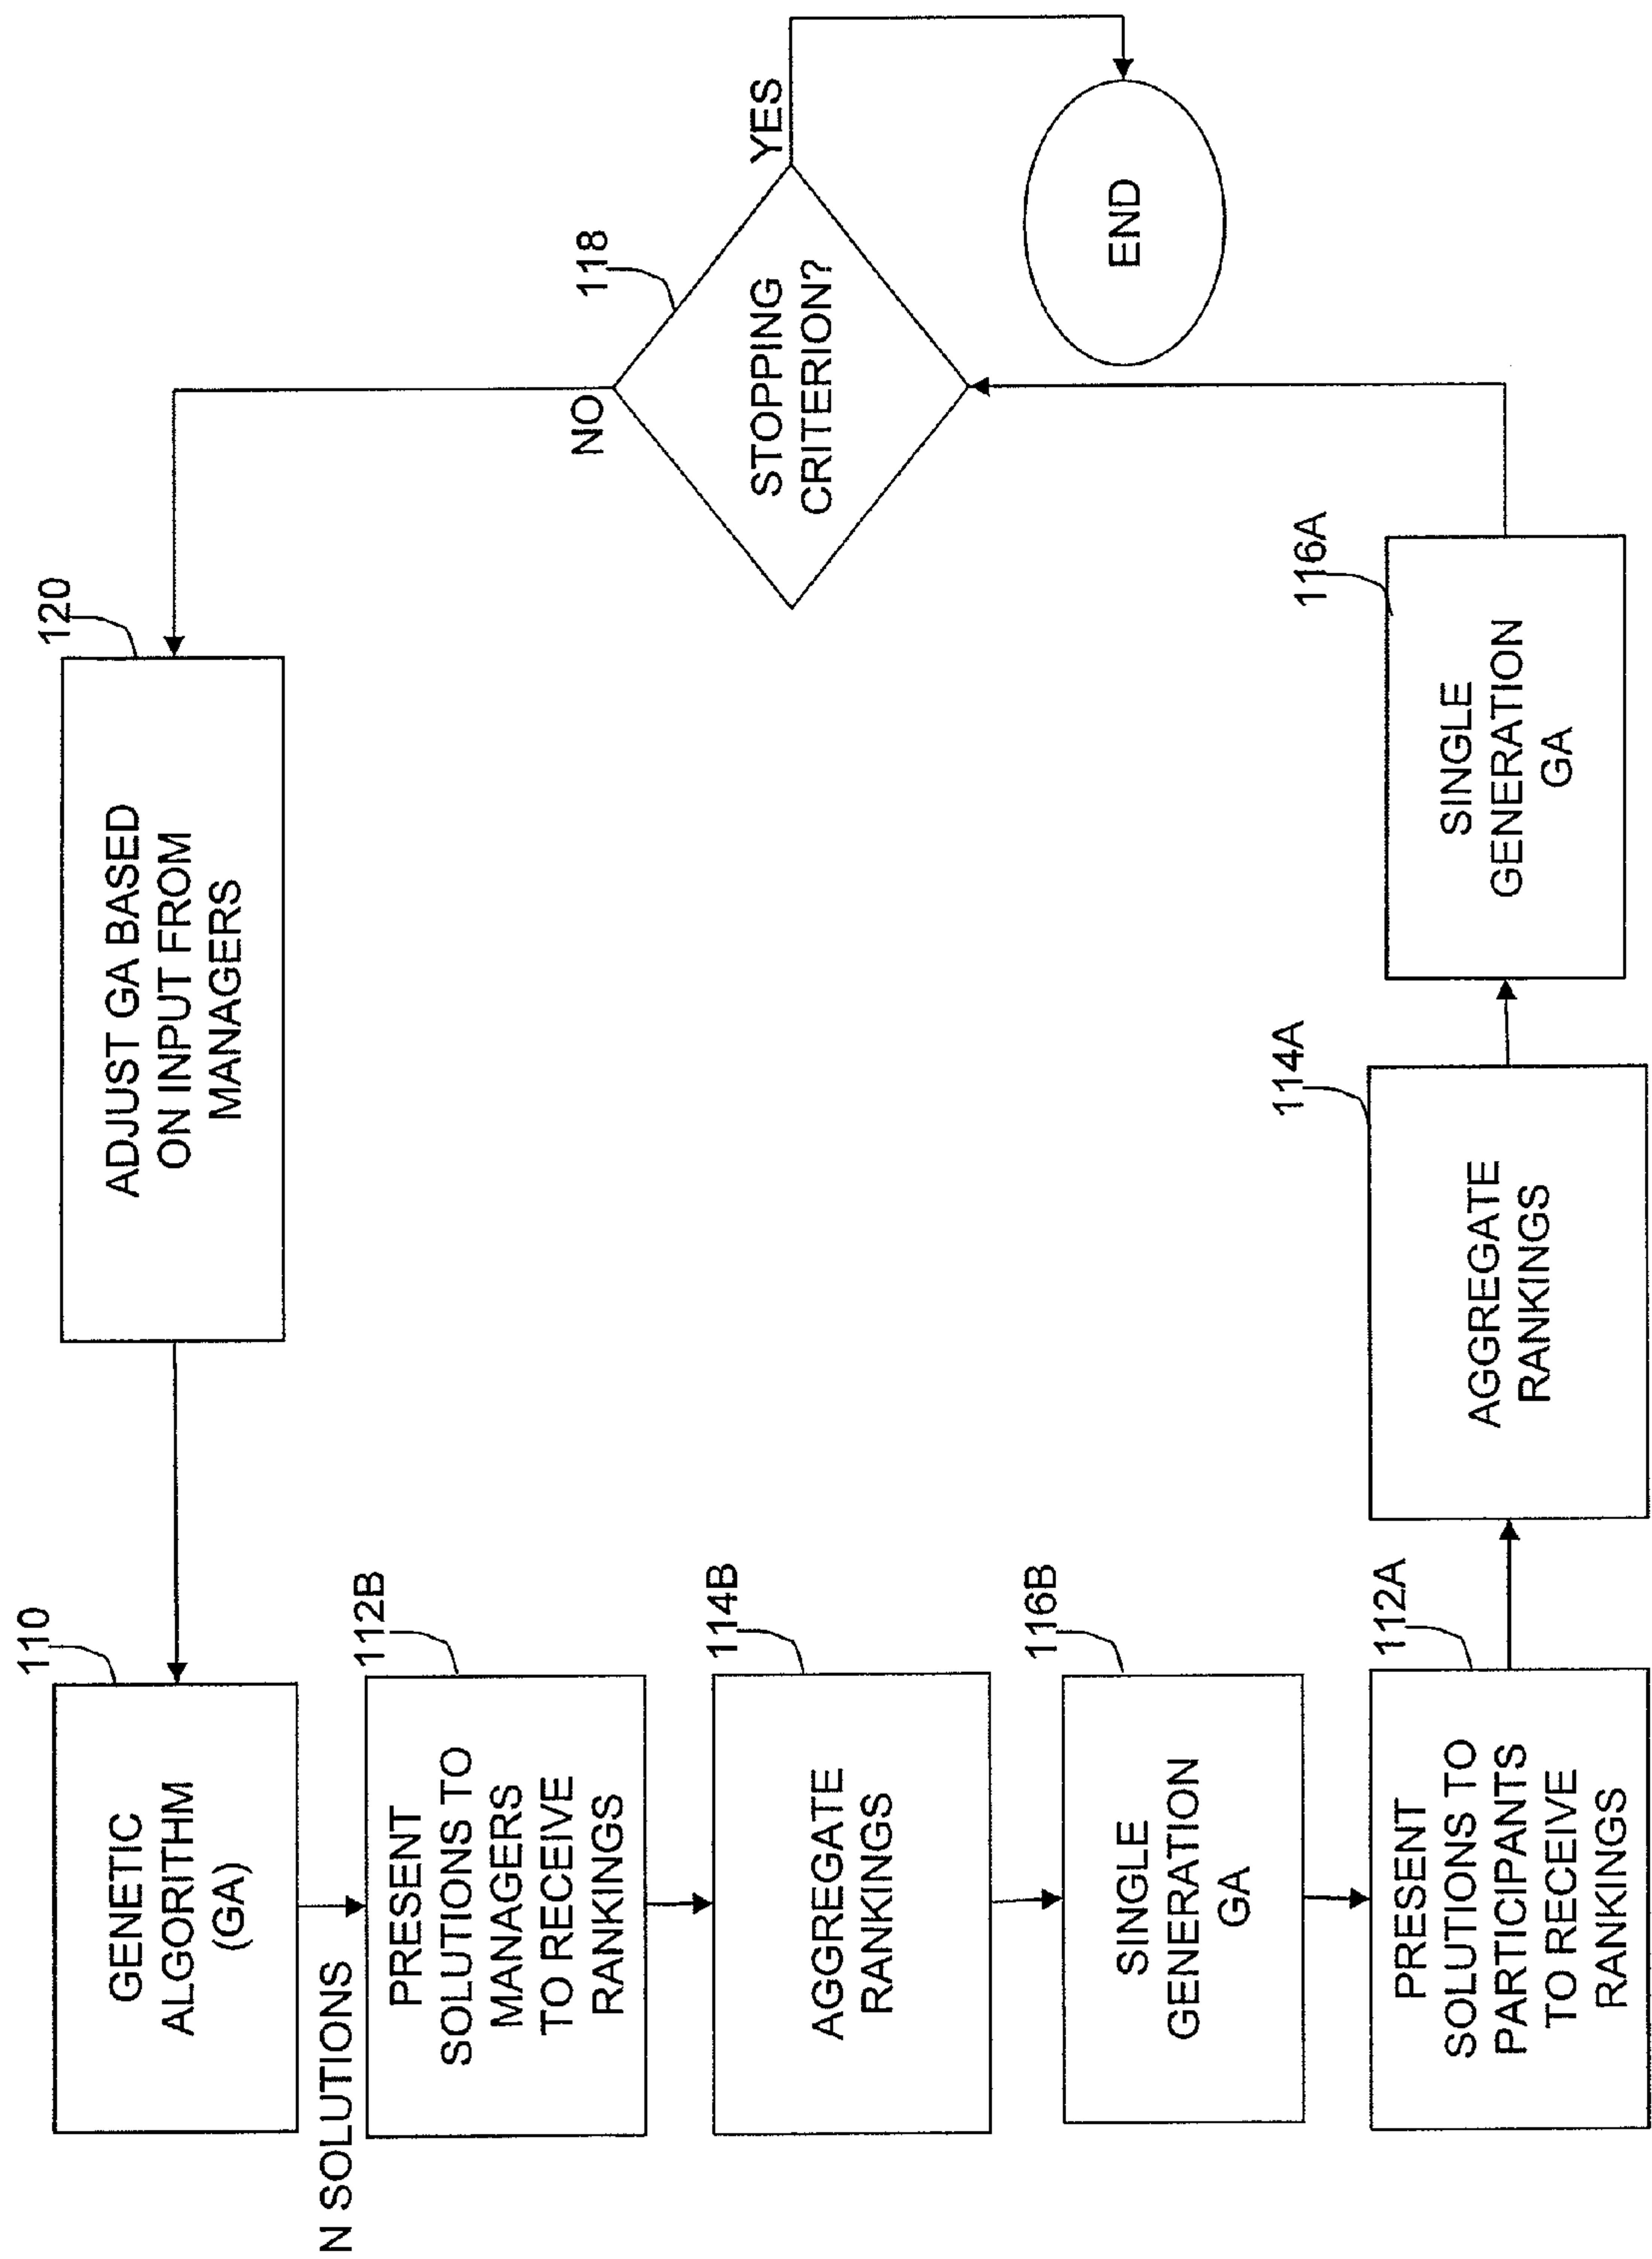 110
GENETIC
ALGORITHM
(GA)
N SOLUTIONS
112B
PRESENT
SOLUTIONS TO
MANAGERS
TO RECEIVE
RANKINGS
114B
AGGREGATE
RANKINGS
116B
SINGLE
GENERATION
GA
112A
PRESENT
SOLUTIONS TO
PARTICIPANTS
TO RECEIVE
RANKINGS
114A
AGGREGATE
RANKINGS
116A
SINGLE
GENERATION
GA
118
STOPPING
CRITERION?
YES
END
NO
120
ADJUST GA BASED
ON INPUT FROM
MANAGERS